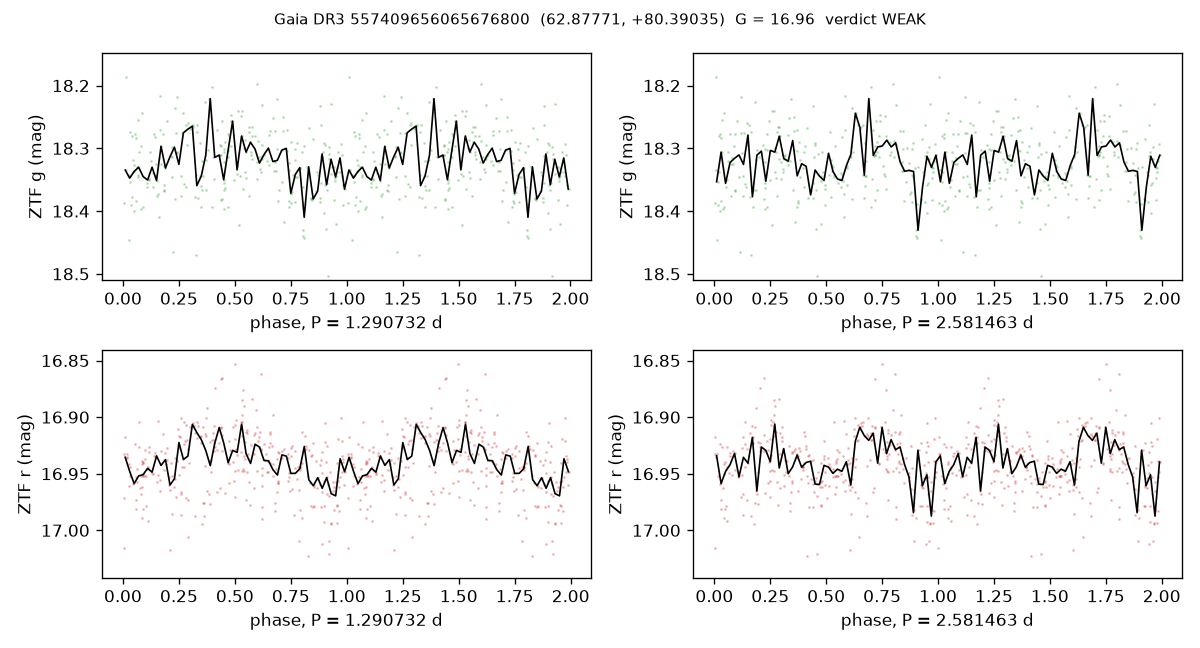 Gaia DR3 557409656065676800 (62.87771, +80.39035) G = 16.96 verdict WEAK
ZTF g (mag)
18.2
18.3
18.4
18.5
0.00 0.25 0.50 0.75 1.00 1.25 1.50 1.75 2.00
phase, P = 1.290732 d
ZTF g (mag)
18.2
18.3
18.4
18.5
0.00 0.25 0.50 0.75 1.00 1.25 1.50 1.75 2.00
phase, P = 2.581463 d
ZTF r (mag)
16.85
16.90
16.95
17.00
0.00 0.25 0.50 0.75 1.00 1.25 1.50 1.75 2.00
phase, P = 1.290732 d
ZTF r (mag)
16.85
16.90
16.95
17.00
0.00 0.25 0.50 0.75 1.00 1.25 1.50 1.75 2.00
phase, P = 2.581463 d